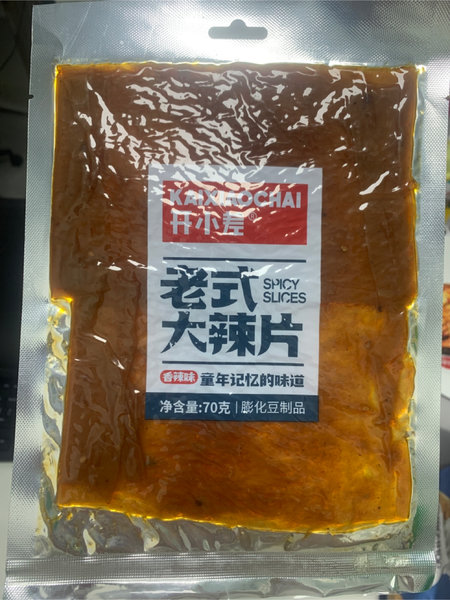 KAIXIAOCHAI
开小差®
老式
SPICY
SLICES
大辣片
香辣味 童年记忆的味道
净含量:70克 | 膨化豆制品